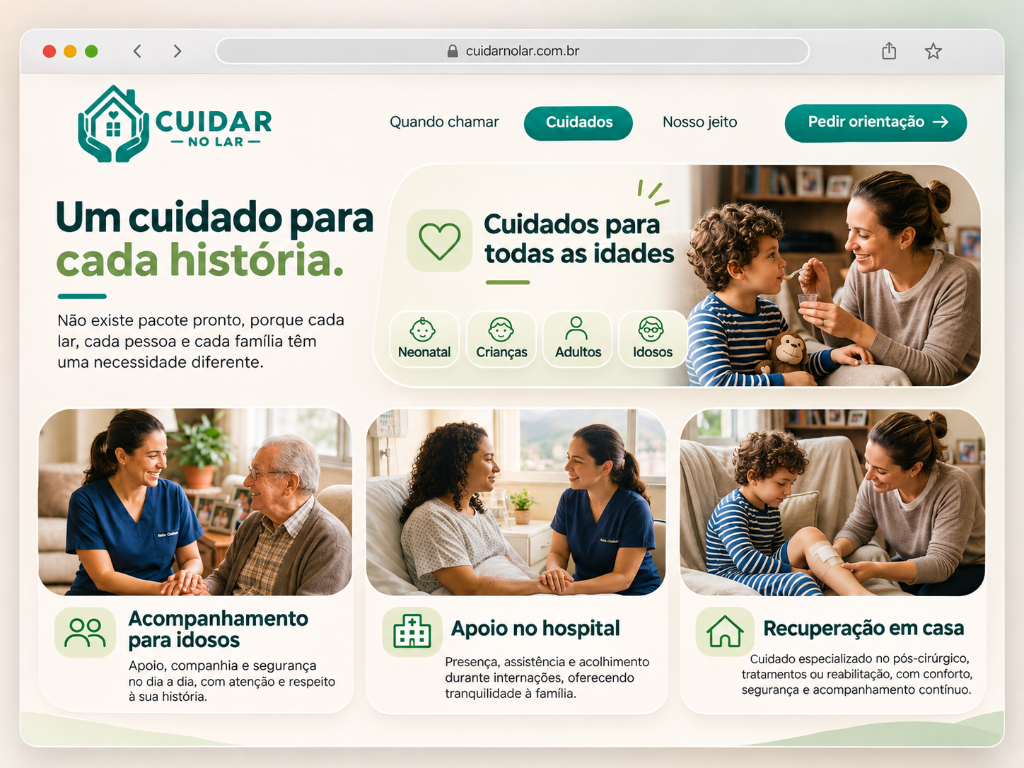 cuidarnolar.com.br
CUIDAR
NO LAR
Quando chamar
Cuidados
Nosso jeito
Pedir orientação →
Um cuidado para
cada história.
Não existe pacote pronto, porque cada
lar, cada pessoa e cada família têm
uma necessidade diferente.
Cuidados para
todas as idades
Neonatal
Crianças
Adultos
Idosos
Acompanhamento
para idosos
Apoio, companhia e segurança
no dia a dia, com atenção e respeito
à sua história.
Apoio no hospital
Presença, assistência e acolhimento
durante internações, oferecendo
tranquilidade à família.
Recuperação em casa
Cuidado especializado no pós-cirúrgico,
tratamentos ou reabilitação, com conforto,
segurança e acompanhamento contínuo.